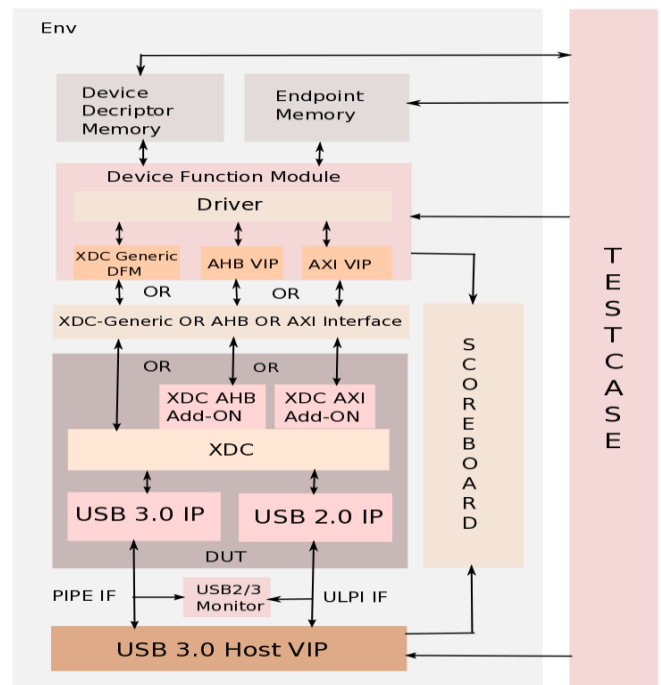 Env
Device
Decriptor
Memory
Endpoint
Memory
Device Function Module
Driver
XDC Generic
DFM
AHB VIP
AXI VIP
OR
OR
XDC-Generic OR AHB OR AXI Interface
OR
OR
XDC AHB
Add-ON
XDC AXI
Add-ON
XDC
USB 3.0 IP
USB 2.0 IP
DUT
PIPE IF
USB2/3
Monitor
ULPI IF
USB 3.0 Host VIP
SCOREBOARD
TESTCASE